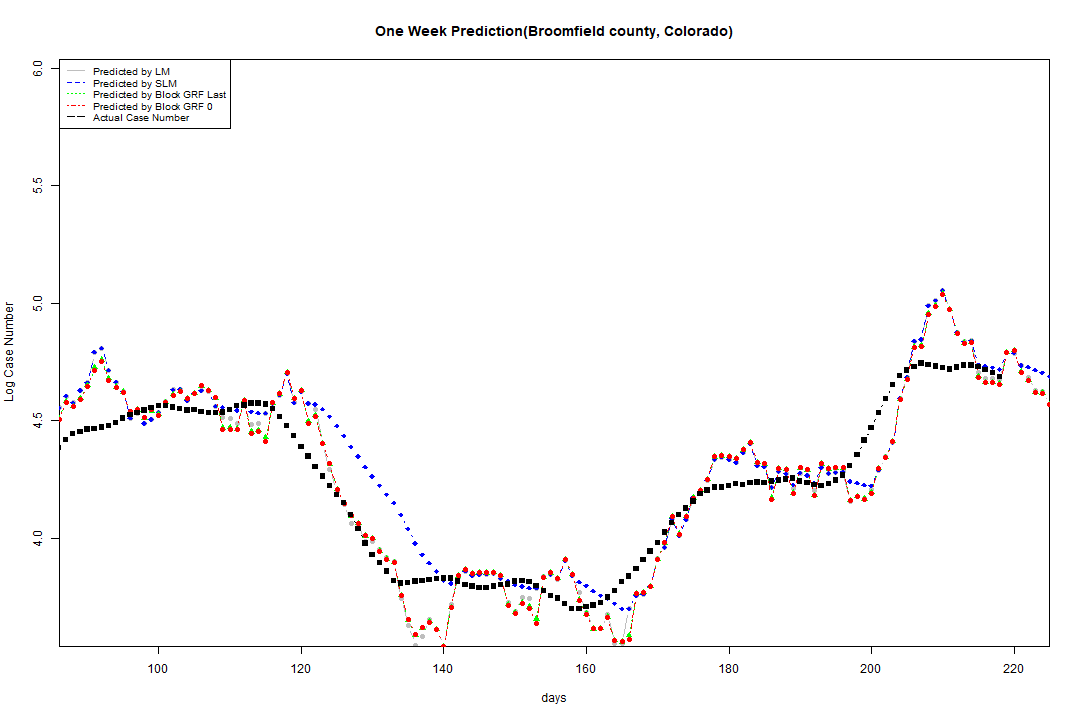 One Week Prediction(Broomfield county, Colorado)
Predicted by LM
Predicted by SLM
Predicted by Block GRF Last
Predicted by Block GRF 0
Actual Case Number
6.0
5.5
5.0
4.5
4.0
Log Case Number
100 120 140 160 180 200 220
days